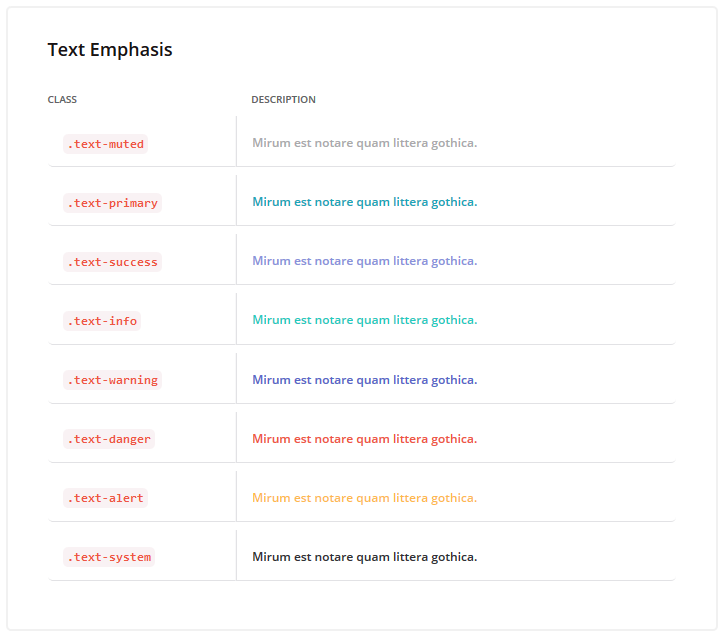 Text Emphasis
CLASS DESCRIPTION
.text-muted Mirum est notare quam littera gothica.
.text-primary Mirum est notare quam littera gothica.
.text-success Mirum est notare quam littera gothica.
.text-info Mirum est notare quam littera gothica.
.text-warning Mirum est notare quam littera gothica.
.text-danger Mirum est notare quam littera gothica.
.text-alert Mirum est notare quam littera gothica.
.text-system Mirum est notare quam littera gothica.